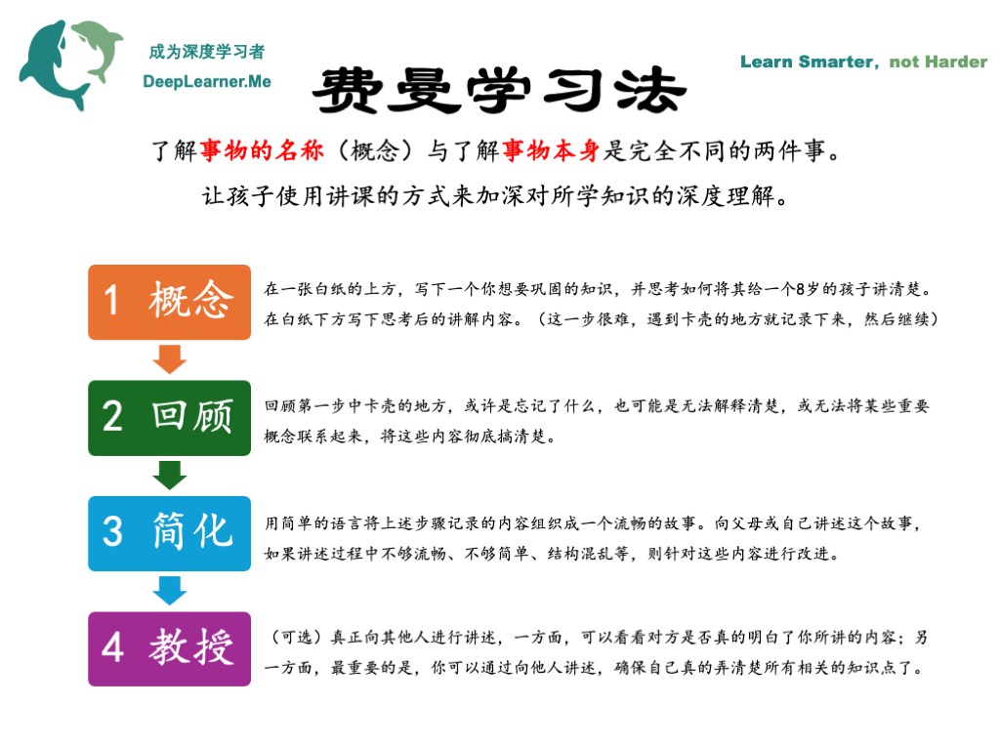 成为深度学习者
DeepLearner.Me
Learn Smarter, not Harder
费曼学习法
了解事物的名称（概念）与了解事物本身是完全不同的两件事。
让孩子使用讲课的方式来加深对所学知识的深度理解。
1 概念
在一张白纸的上方，写下一个你想要巩固的知识，并思考如何将其给一个8岁的孩子讲清楚。
在白纸下方写下思考后的讲解内容。（这一步很难，遇到卡壳的地方就记录下来，然后继续）
2 回顾
回顾第一步中卡壳的地方，或许是忘记了什么，也可能是无法解释清楚，或无法将某些重要
概念联系起来，将这些内容彻底搞清楚。
3 简化
用简单的语言将上述步骤记录的内容组织成一个流畅的故事。向父母或自己讲述这个故事，
如果讲述过程中不够流畅、不够简单、结构混乱等，则针对这些内容进行改进。
4 教授
（可选）真正向其他人进行讲述，一方面，可以看看对方是否真的明白了你所讲的内容；另
一方面，最重要的是，你可以通过向他人讲述，确保自己真的弄清楚所有相关的知识点了。